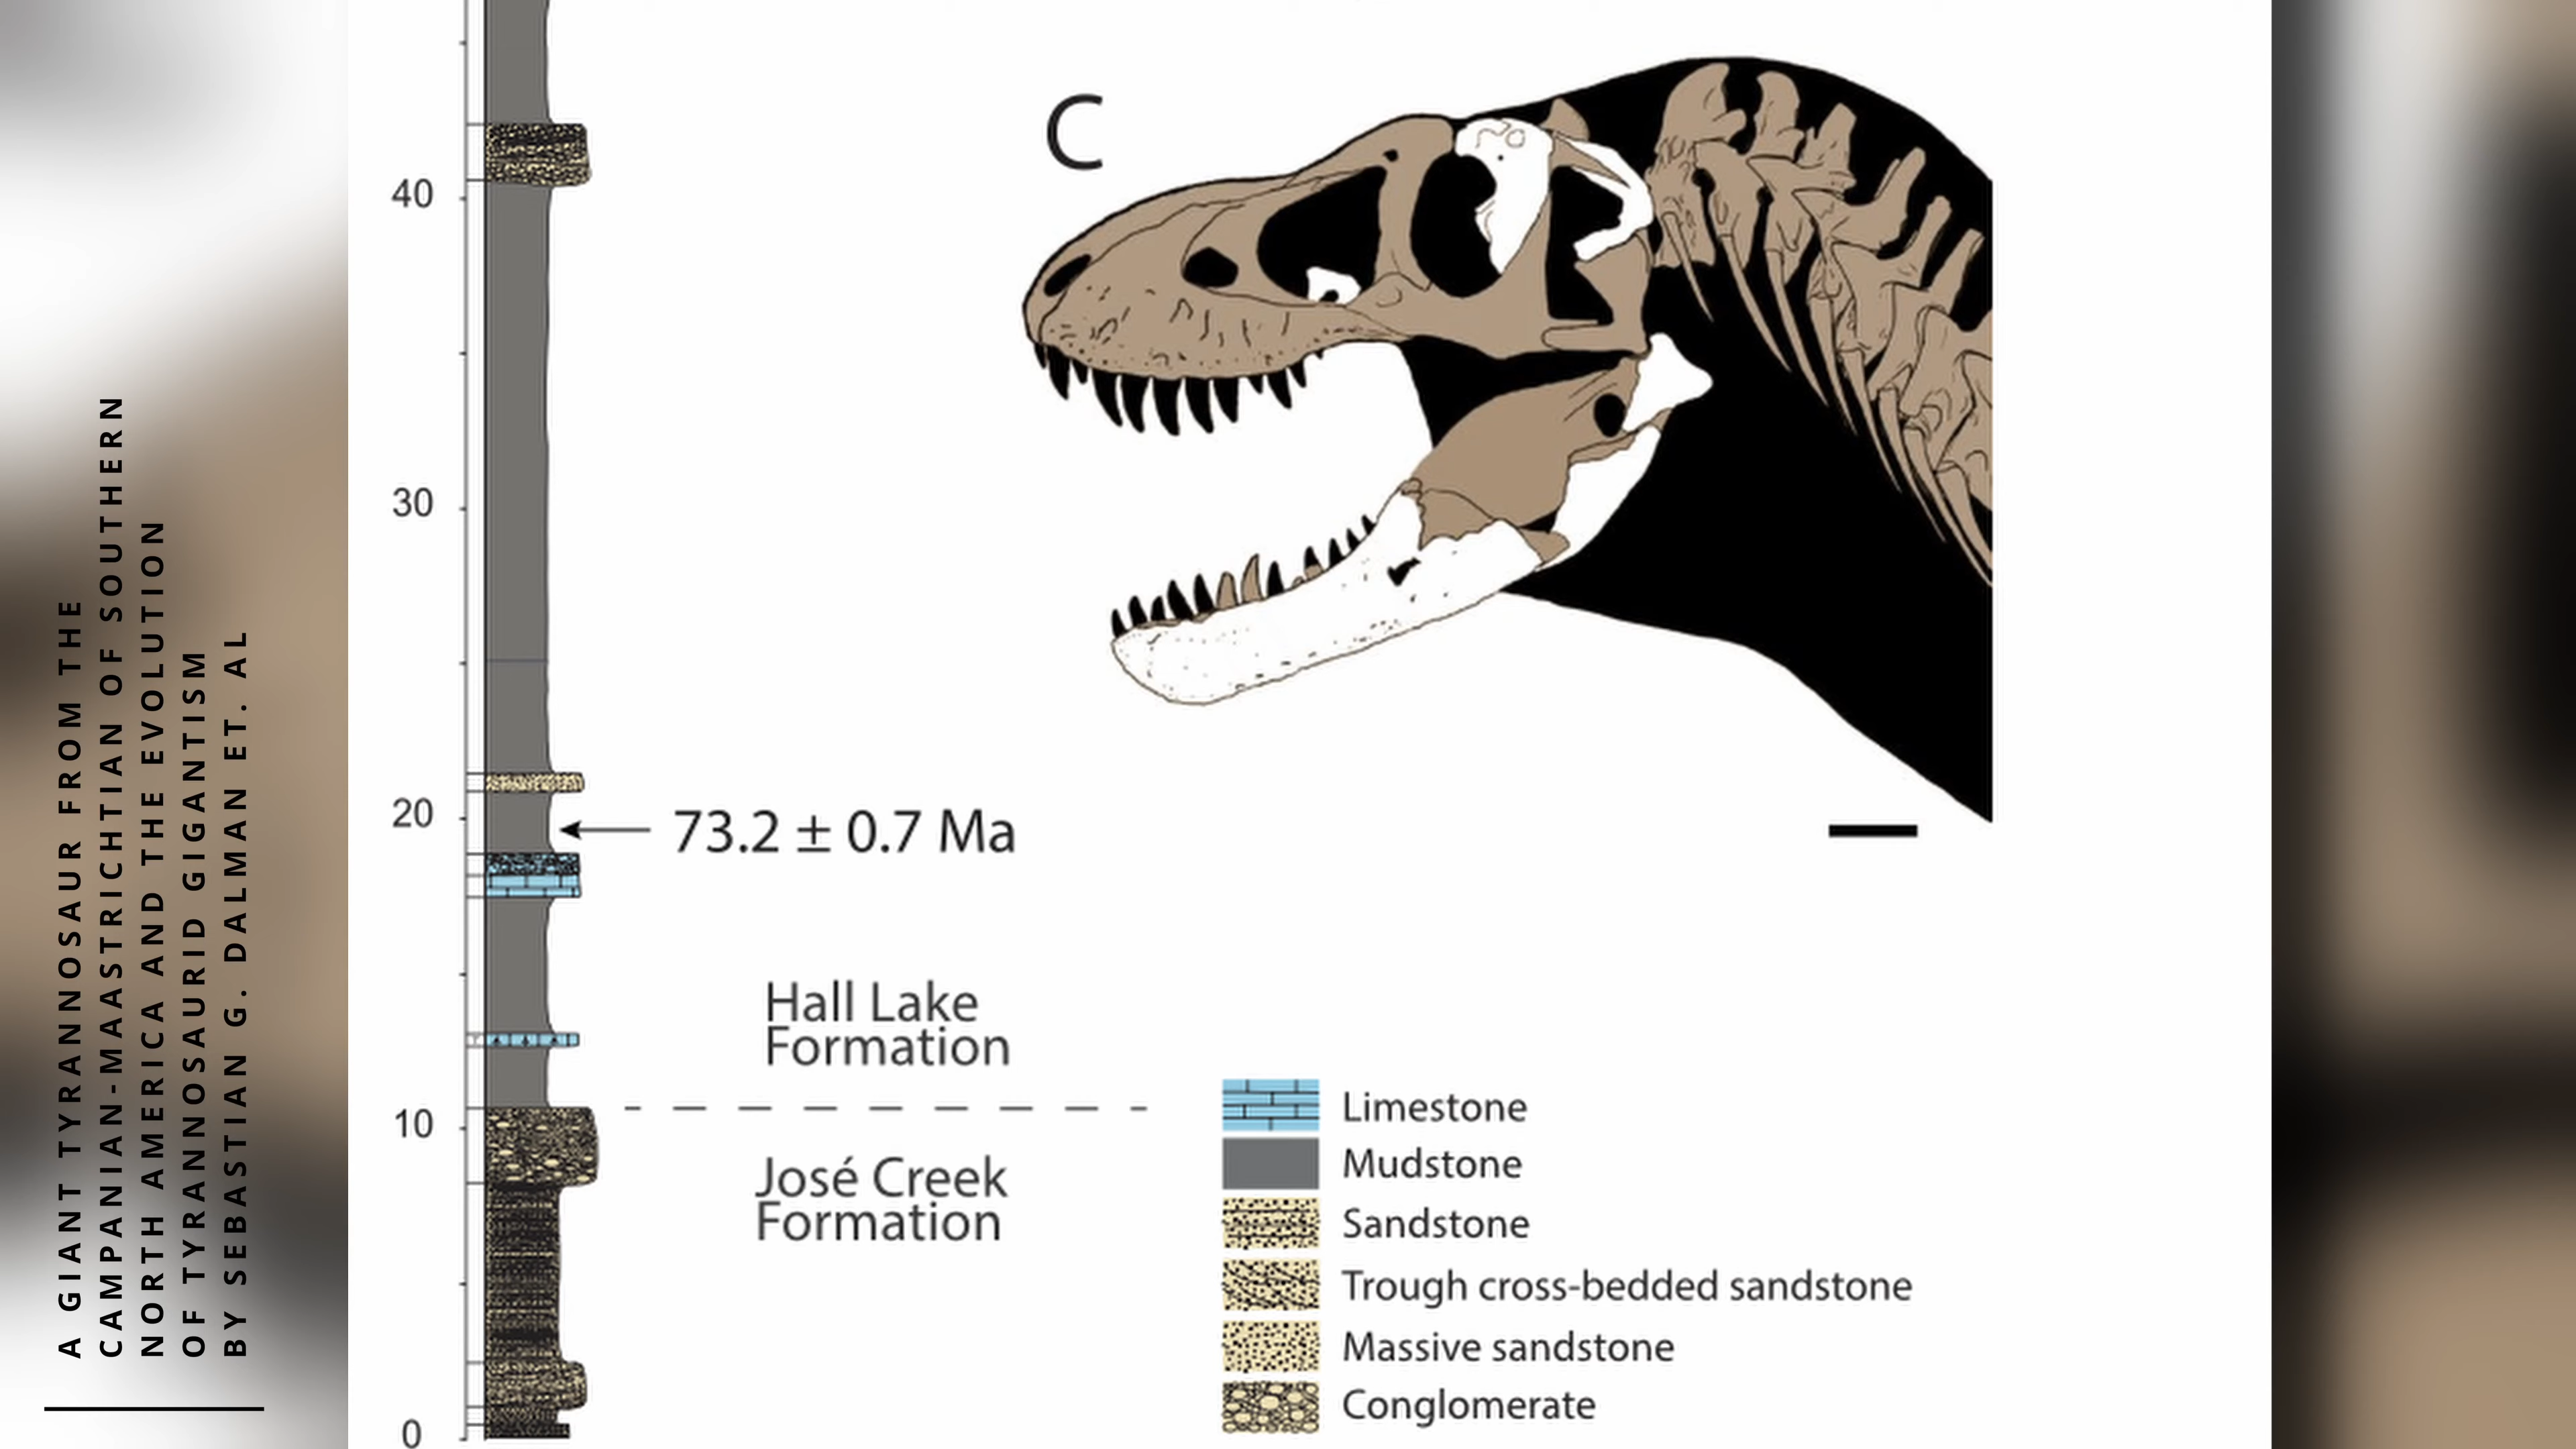 A GIANT TYRANNOSAUR FROM THE
CAMPANIAN-MAASTRICHTIAN OF SOUTHERN
NORTH AMERICA AND THE EVOLUTION
OF TYRANNOSAURID GIGANTISM
BY SEBASTIAN G. DALMAN ET. AL
C
40
30
20
73.2 ± 0.7 Ma
Hall Lake
Formation
10
José Creek
Formation
0
Limestone
Mudstone
Sandstone
Trough cross-bedded sandstone
Massive sandstone
Conglomerate